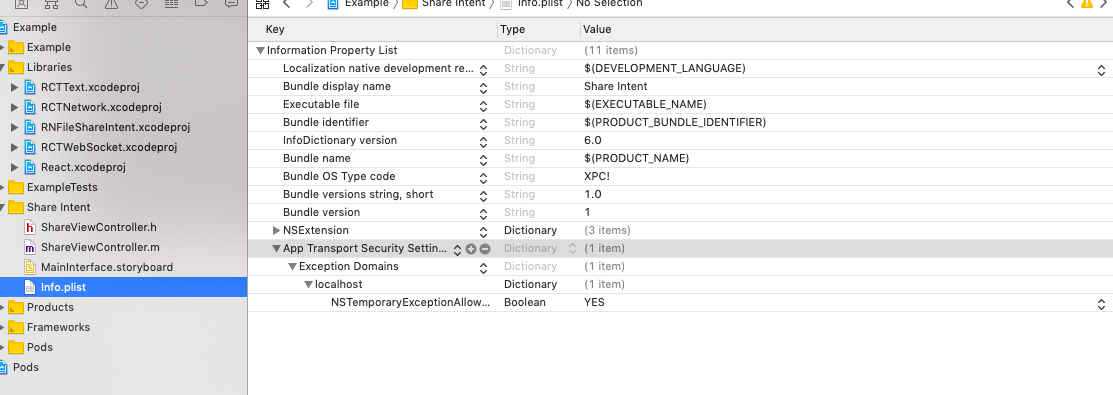 Example Share Intent Info.plist No Selection
Example
Example
Libraries
RCTText.xcodeproj
RCTNetwork.xcodeproj
RNFileShareIntent.xcodeproj
RCTWebSocket.xcodeproj
React.xcodeproj
ExampleTests
Share Intent
ShareViewController.h
ShareViewController.m
MainInterface.storyboard
Info.plist
Products
Frameworks
Pods
Pods
Key Type Value
Information Property List Dictionary (11 items)
Localization native development re... String $(DEVELOPMENT_LANGUAGE)
Bundle display name String Share Intent
Executable file String $(EXECUTABLE_NAME)
Bundle identifier String $(PRODUCT_BUNDLE_IDENTIFIER)
InfoDictionary version String 6.0
Bundle name String $(PRODUCT_NAME)
Bundle OS Type code String XPC!
Bundle versions string, short String 1.0
Bundle version String 1
NSExtension Dictionary (3 items)
App Transport Security Settin... Dictionary (1 item)
Exception Domains Dictionary (1 item)
localhost Dictionary (1 item)
NSTemporaryExceptionAllow... Boolean YES